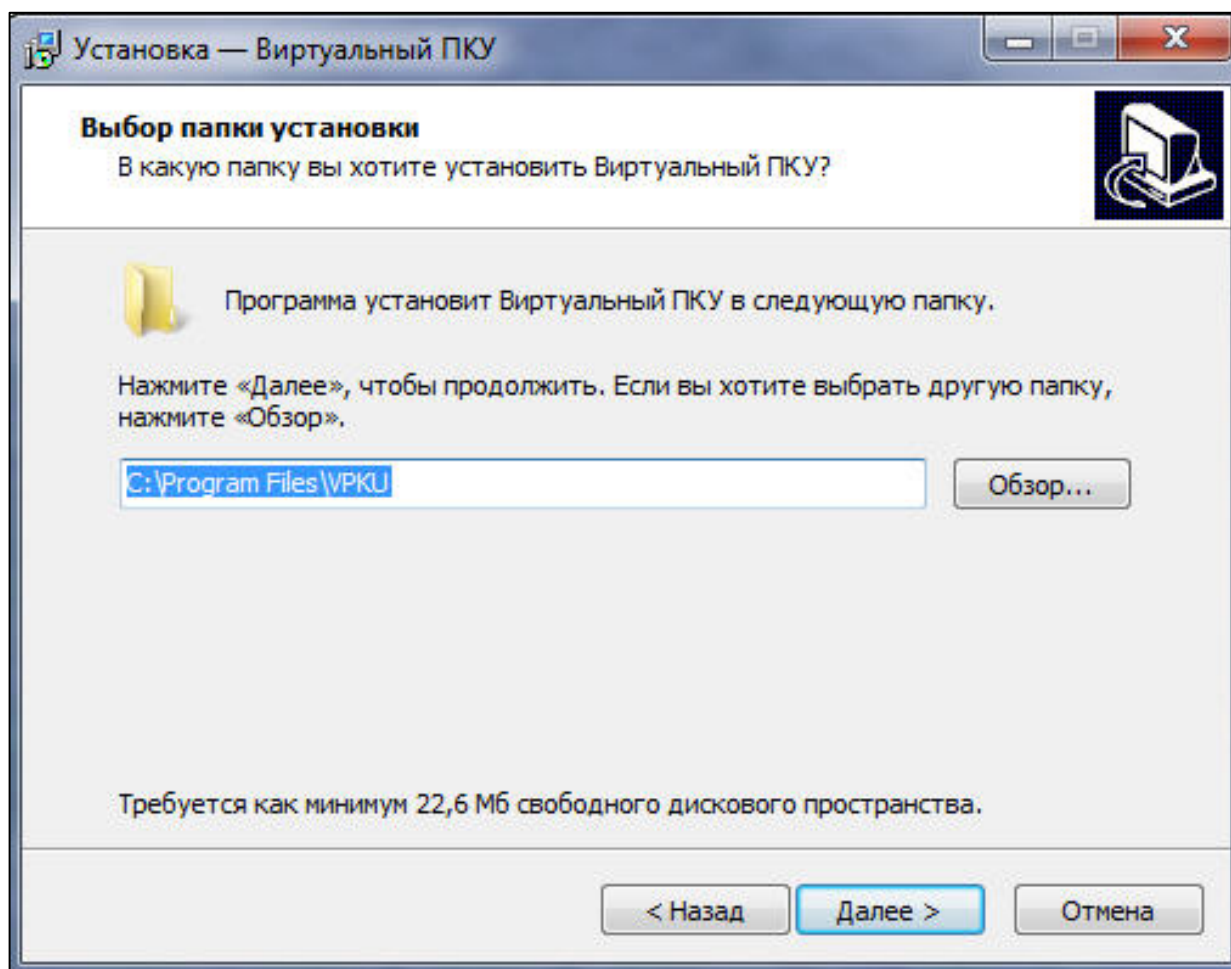 Установка — Виртуальный ПКУ
Выбор папки установки
В какую папку вы хотите установить Виртуальный ПКУ?
Программа установит Виртуальный ПКУ в следующую папку.
Нажмите «Далее», чтобы продолжить. Если вы хотите выбрать другую папку,
нажмите «Обзор».
C:\Program Files\VPKU
Обзор...
Требуется как минимум 22,6 Мб свободного дискового пространства.
< Назад
Далее >
Отмена